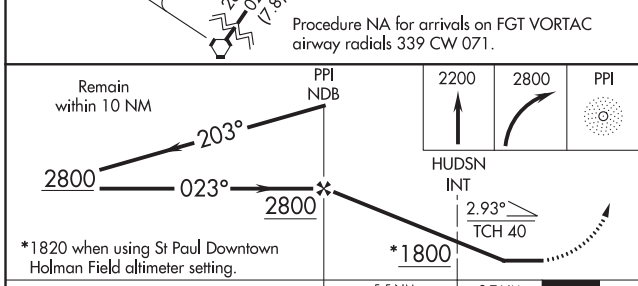 (7.8)
Procedure NA for arrivals on FGT VORTAC
airway radials 339 CW 071.
Remain
within 10 NM
PPI
NDB
2200
2800
PPI
203°
HUDSN
INT
2800
023°
2800
2.93°
TCH 40
*1800
*1820 when using St Paul Downtown
Holman Field altimeter setting.